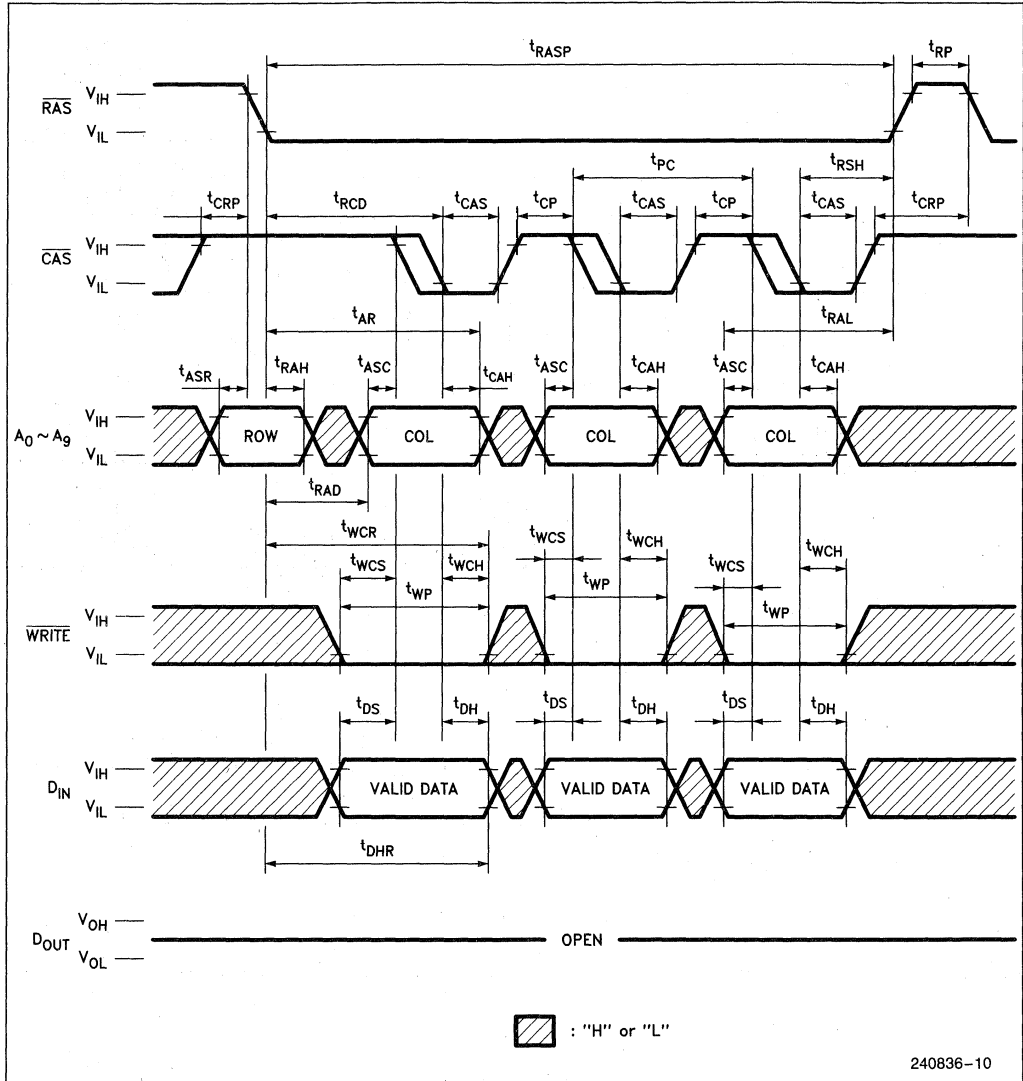 tRASP
tRP
RAS VIH
VIL
tPC tRSH
tCRP tRCD tCAS tCP tCAS tCP tCAS tCRP
CAS VIH
VIL
tAR tRAL
tASR tRAH tASC tCAH tASC tCAH tASC tCAH
A0 ~ A9 VIH
VIL
ROW COL COL COL
tRAD
tWCR
tWCS tWCH tWCS tWCH tWCS tWCH
tWP tWP tWP
WRITE VIH
VIL
tDS tDH tDS tDH tDS tDH
DIN VIH
VIL
VALID DATA VALID DATA VALID DATA
tDHR
DOUT VOH
VOL
OPEN
: "H" or "L"
240836-10